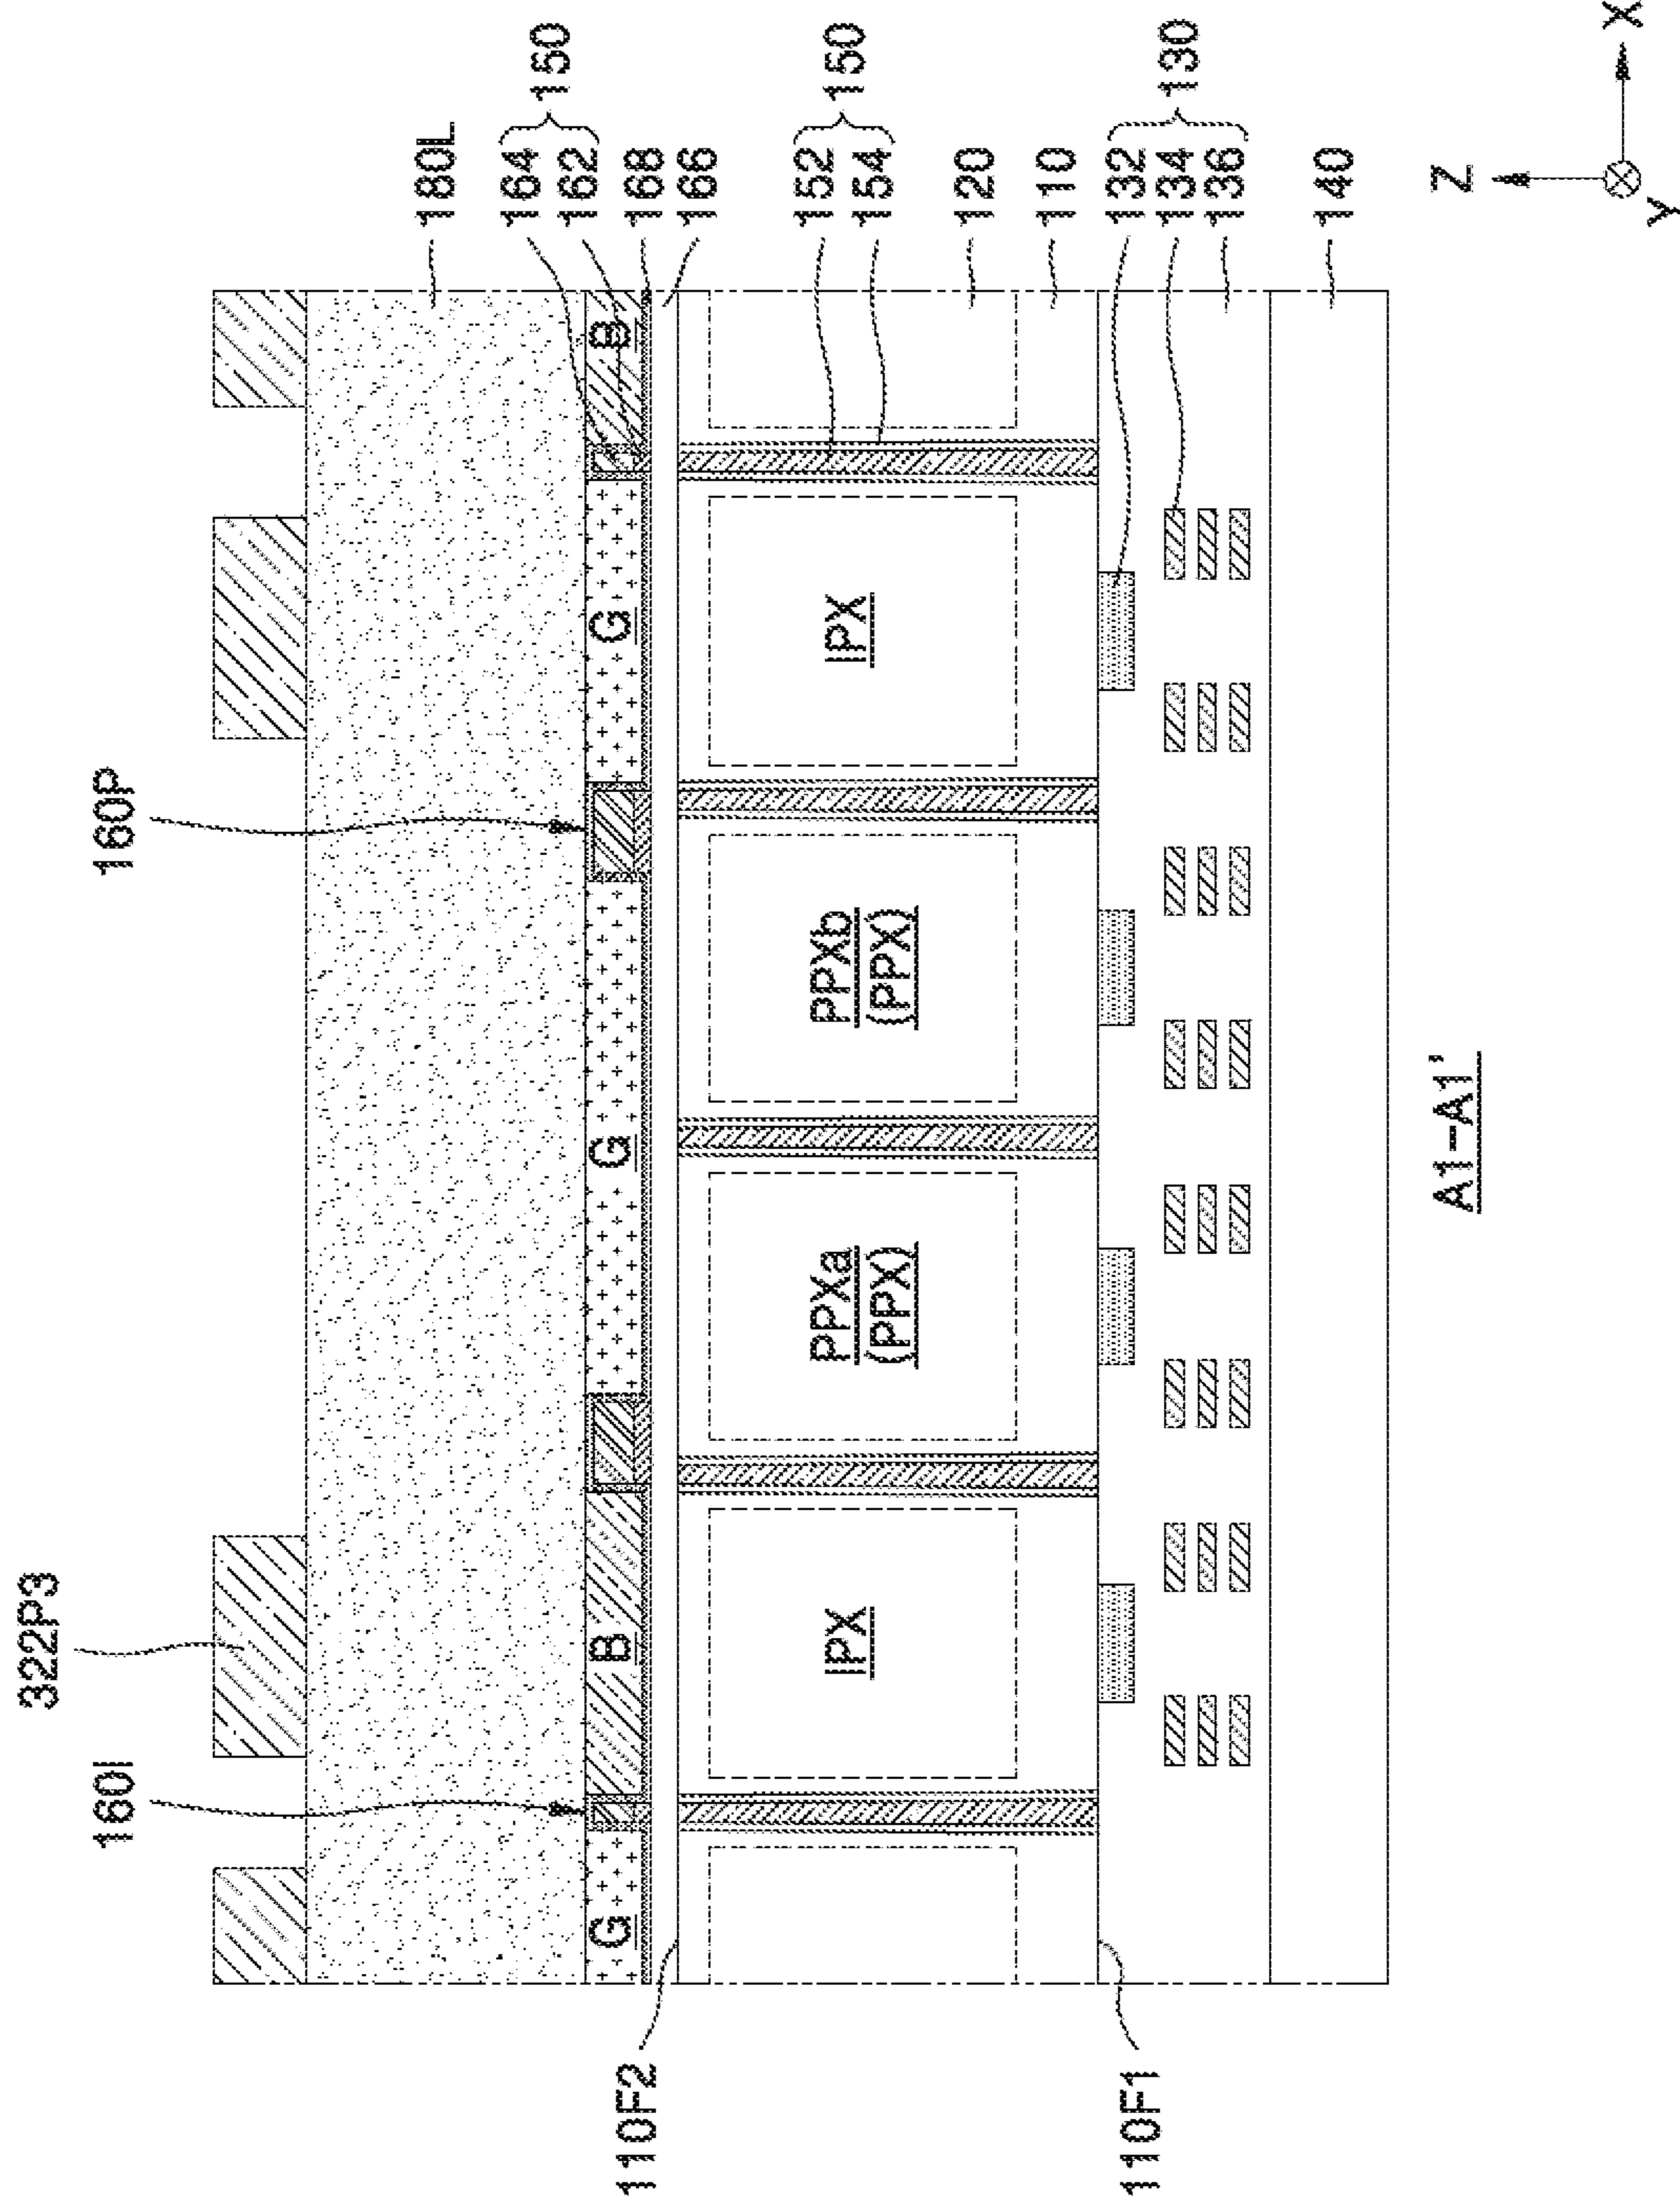 322P3
160I
160P
180L
164
150
162
G
B
G
G
B
168
166
110F2
152
150
154
IPX
PPXa
(PPX)
PPXb
(PPX)
IPX
120
110
132
130
134
136
110F1
140
A1-A1'
Z
X
Y